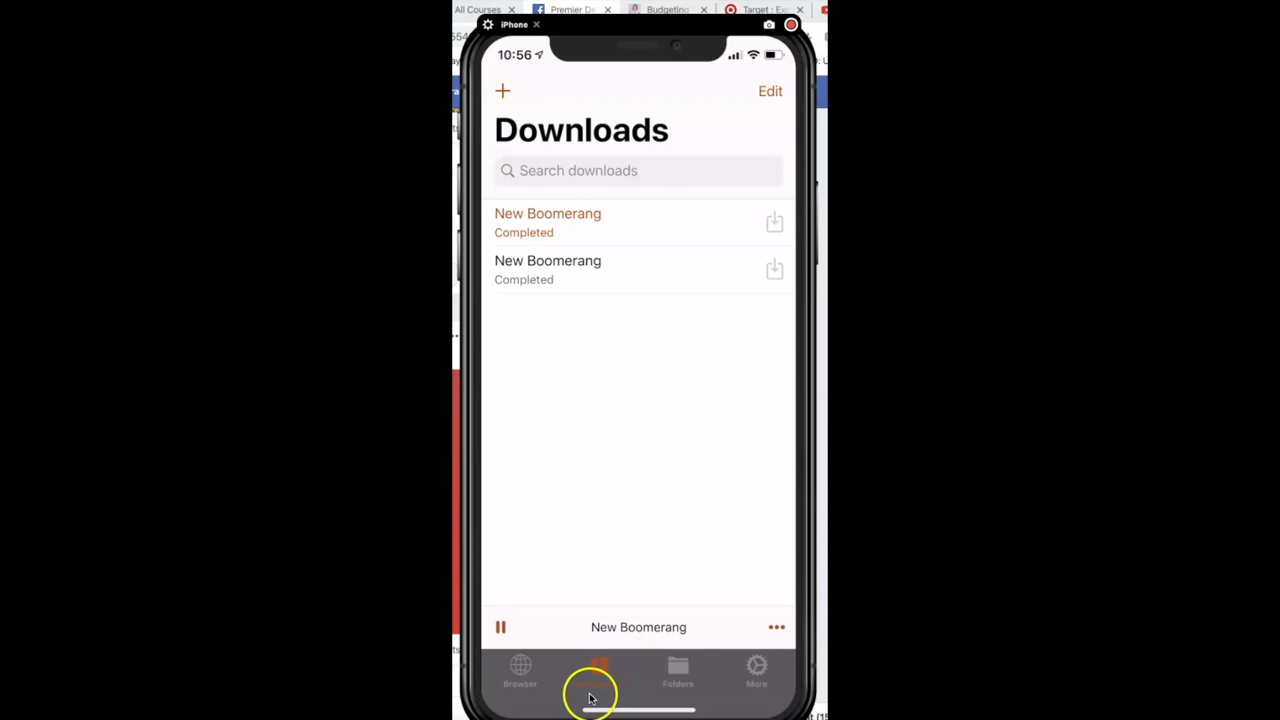 All Courses
Premier De
Budgeting
Target : Ex
iPhone
10:56
Edit
Downloads
Search downloads
New Boomerang
Completed
New Boomerang
Completed
New Boomerang
Browser
Folders
More